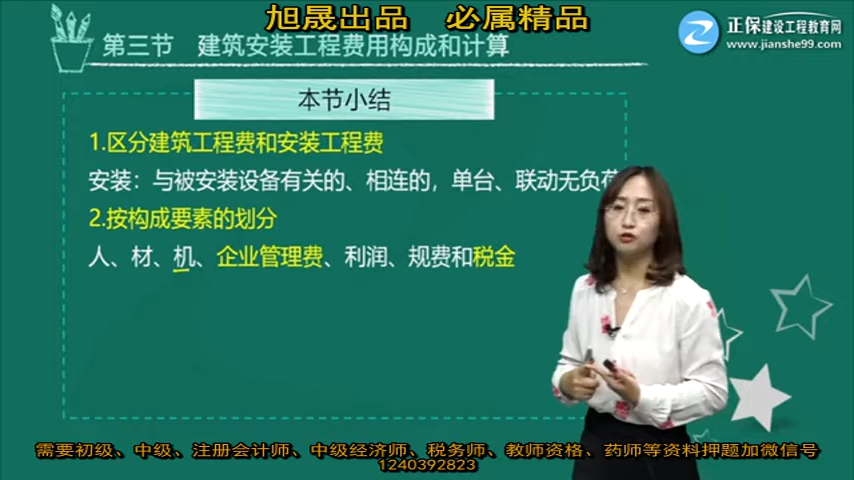 旭晟出品 必属精品
正保建设工程教育网
www.jianshe99.com
第三节 建筑安装工程费用构成和计算
本节小结
1.区分建筑工程费和安装工程费
安装：与被安装设备有关的、相连的，单台、联动无负荷
2.按构成要素的划分
人、材、机、企业管理费、利润、规费和税金
需要初级、中级、注册会计师、中级经济师、税务师、教师资格、药师等资料押题加微信号
1240392823